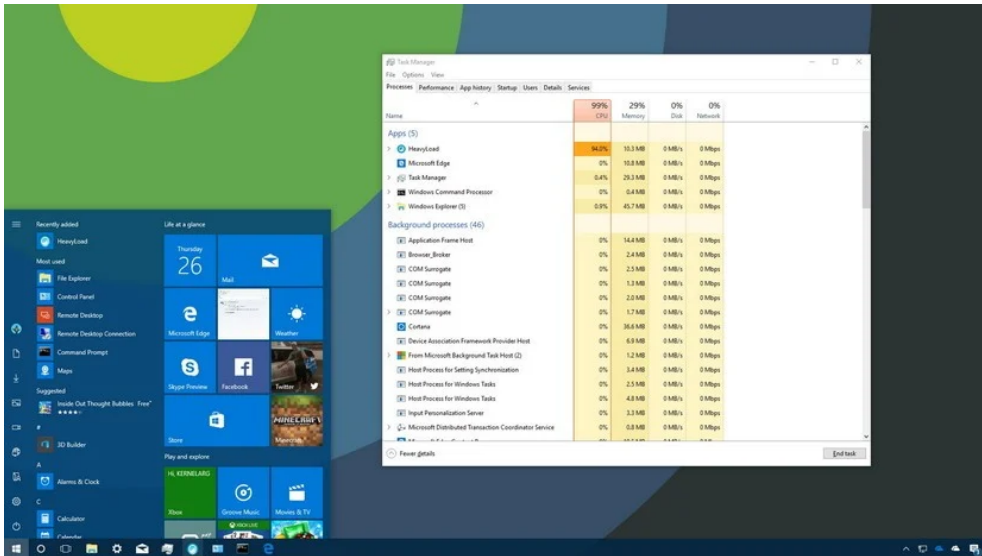 Task Manager
File Options View
Processes Performance App history Startup Users Details Services
99% 29% 0% 0%
Name CPU Memory Disk Network
Apps (5)
HeavyLoad 94.0% 10.3 MB 0 MB/s 0 Mbps
Microsoft Edge 0% 10.8 MB 0 MB/s 0 Mbps
Task Manager 0.4% 29.3 MB 0 MB/s 0 Mbps
Windows Command Processor 0% 0.4 MB 0 MB/s 0 Mbps
Windows Explorer (5) 0.9% 45.7 MB 0 MB/s 0 Mbps
Background processes (46)
Application Frame Host 0% 14.4 MB 0 MB/s 0 Mbps
Browser_Broker 0% 2.4 MB 0 MB/s 0 Mbps
COM Surrogate 0% 2.5 MB 0 MB/s 0 Mbps
COM Surrogate 0% 1.3 MB 0 MB/s 0 Mbps
COM Surrogate 0% 2.0 MB 0 MB/s 0 Mbps
COM Surrogate 0% 1.7 MB 0 MB/s 0 Mbps
Cortana 0% 36.6 MB 0 MB/s 0 Mbps
Device Association Framework Provider Host 0% 6.9 MB 0 MB/s 0 Mbps
From Microsoft Background Task Host (2) 0% 1.2 MB 0 MB/s 0 Mbps
Host Process for Setting Synchronization 0% 3.4 MB 0 MB/s 0 Mbps
Host Process for Windows Tasks 0% 2.5 MB 0 MB/s 0 Mbps
Host Process for Windows Tasks 0% 4.8 MB 0 MB/s 0 Mbps
Input Personalization Server 0% 3.3 MB 0 MB/s 0 Mbps
Microsoft Distributed Transaction Coordinator Service 0% 0.8 MB 0 MB/s 0 Mbps
Fewer details
End task
Recently added
HeavyLoad
Most used
File Explorer
Control Panel
Remote Desktop
Remote Desktop Connection
Command Prompt
Maps
Suggested
Inside Out Thought Bubbles Free*
#
3D Builder
A
Alarms & Clock
C
Calculator
Calendar
Life at a glance
Thursday
26
Mail
Microsoft Edge
Weather
Skype Preview
Facebook
Twitter
Store
MINECRAFT
Minecraft
Play and explore
Hi, KERNELARG
Xbox
Groove Music
Movies & TV
XBOX LIVE